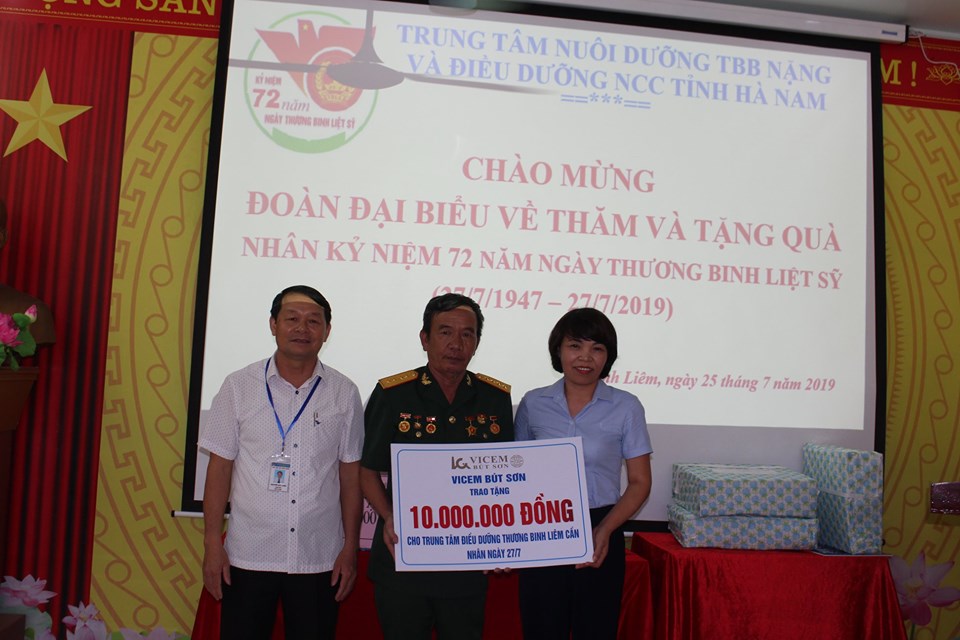 ỘNG SẢN
M!
KỶ NIỆM
72 năm
NGÀY THƯƠNG BINH LIỆT SỸ
TRUNG TÂM NUÔI DƯỠNG TBB NẶNG
VÀ ĐIỀU DƯỠNG NCC TỈNH HÀ NAM
==***==
CHÀO MỪNG
ĐOÀN ĐẠI BIỂU VỀ THĂM VÀ TẶNG QUÀ
NHÂN KỶ NIỆM 72 NĂM NGÀY THƯƠNG BINH LIỆT SỸ
(27/7/1947 – 27/7/2019)
Liêm, ngày 25 tháng 7 năm 2019
VICEM
BÚT SƠN
VICEM BÚT SƠN
TRAO TẶNG
10.000.000 ĐỒNG
CHO TRUNG TÂM ĐIỀU DƯỠNG THƯƠNG BINH LIÊM CẦN
NHÂN NGÀY 27/7